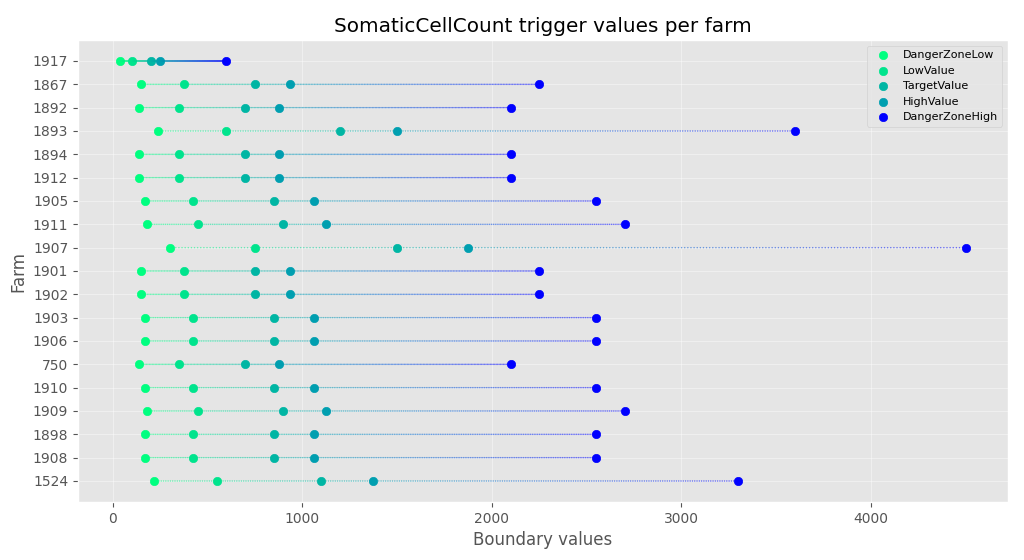 SomaticCellCount trigger values per farm
DangerZoneLow
LowValue
TargetValue
HighValue
DangerZoneHigh
Farm
1917
1867
1892
1893
1894
1912
1905
1911
1907
1901
1902
1903
1906
750
1910
1909
1898
1908
1524
0 1000 2000 3000 4000
Boundary values